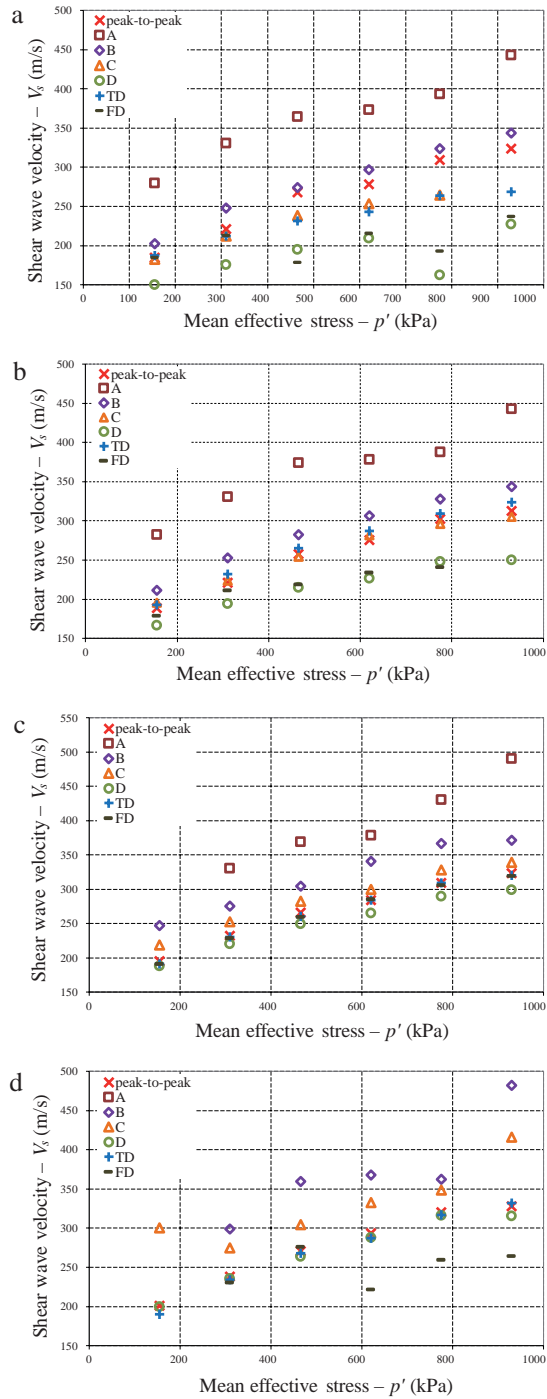 a
Shear wave velocity – Vs (m/s)
500
450
400
350
300
250
200
150
peak-to-peak
A
B
C
D
TD
FD
0 100 200 300 400 500 600 700 800 900 1000
Mean effective stress – p′ (kPa)
b
Shear wave velocity – Vs (m/s)
500
450
400
350
300
250
200
150
peak-to-peak
A
B
C
D
TD
FD
0 200 400 600 800 1000
Mean effective stress – p′ (kPa)
c
Shear wave velocity – Vs (m/s)
550
500
450
400
350
300
250
200
150
peak-to-peak
A
B
C
D
TD
FD
0 200 400 600 800 1000
Mean effective stress – p′ (kPa)
d
Shear wave velocity – Vs (m/s)
500
450
400
350
300
250
200
150
peak-to-peak
A
B
C
D
TD
FD
0 200 400 600 800 1000
Mean effective stress – p′ (kPa)